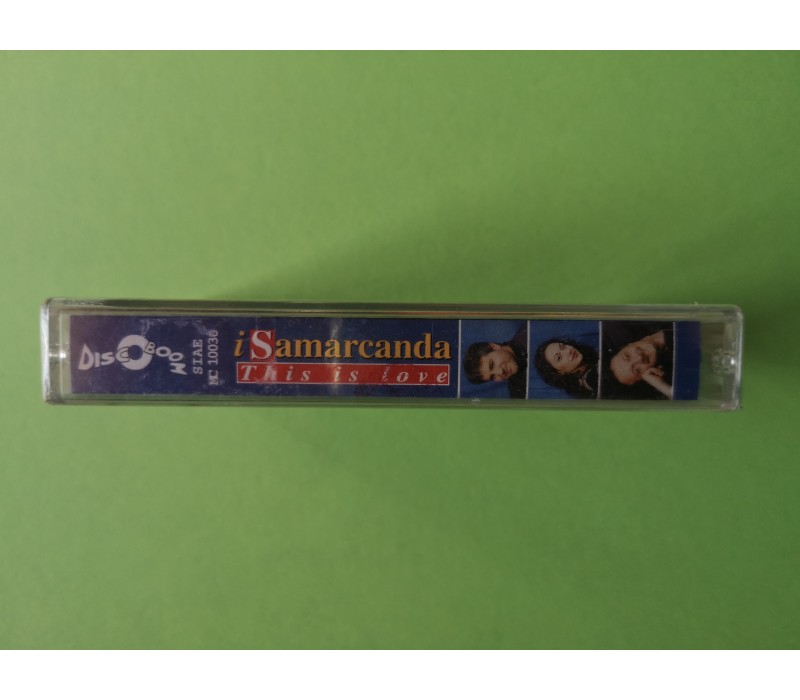 DISCO BOOM
SIAE
MC 10030
i Samarcanda
This is love